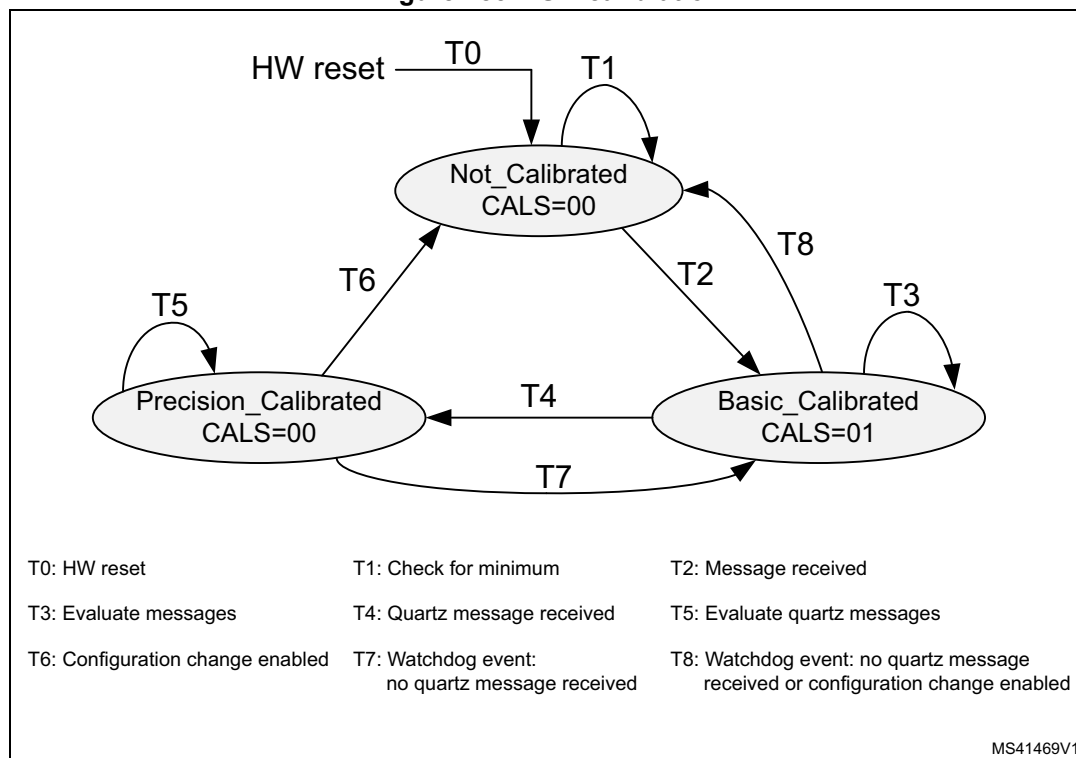 HW reset
T0
T1
Not_Calibrated
CALS=00
T8
T2
T6
T5
T3
Precision_Calibrated
CALS=00
T4
Basic_Calibrated
CALS=01
T7
T0: HW reset
T1: Check for minimum
T2: Message received
T3: Evaluate messages
T4: Quartz message received
T5: Evaluate quartz messages
T6: Configuration change enabled
T7: Watchdog event:
no quartz message received
T8: Watchdog event: no quartz message
received or configuration change enabled
MS41469V1